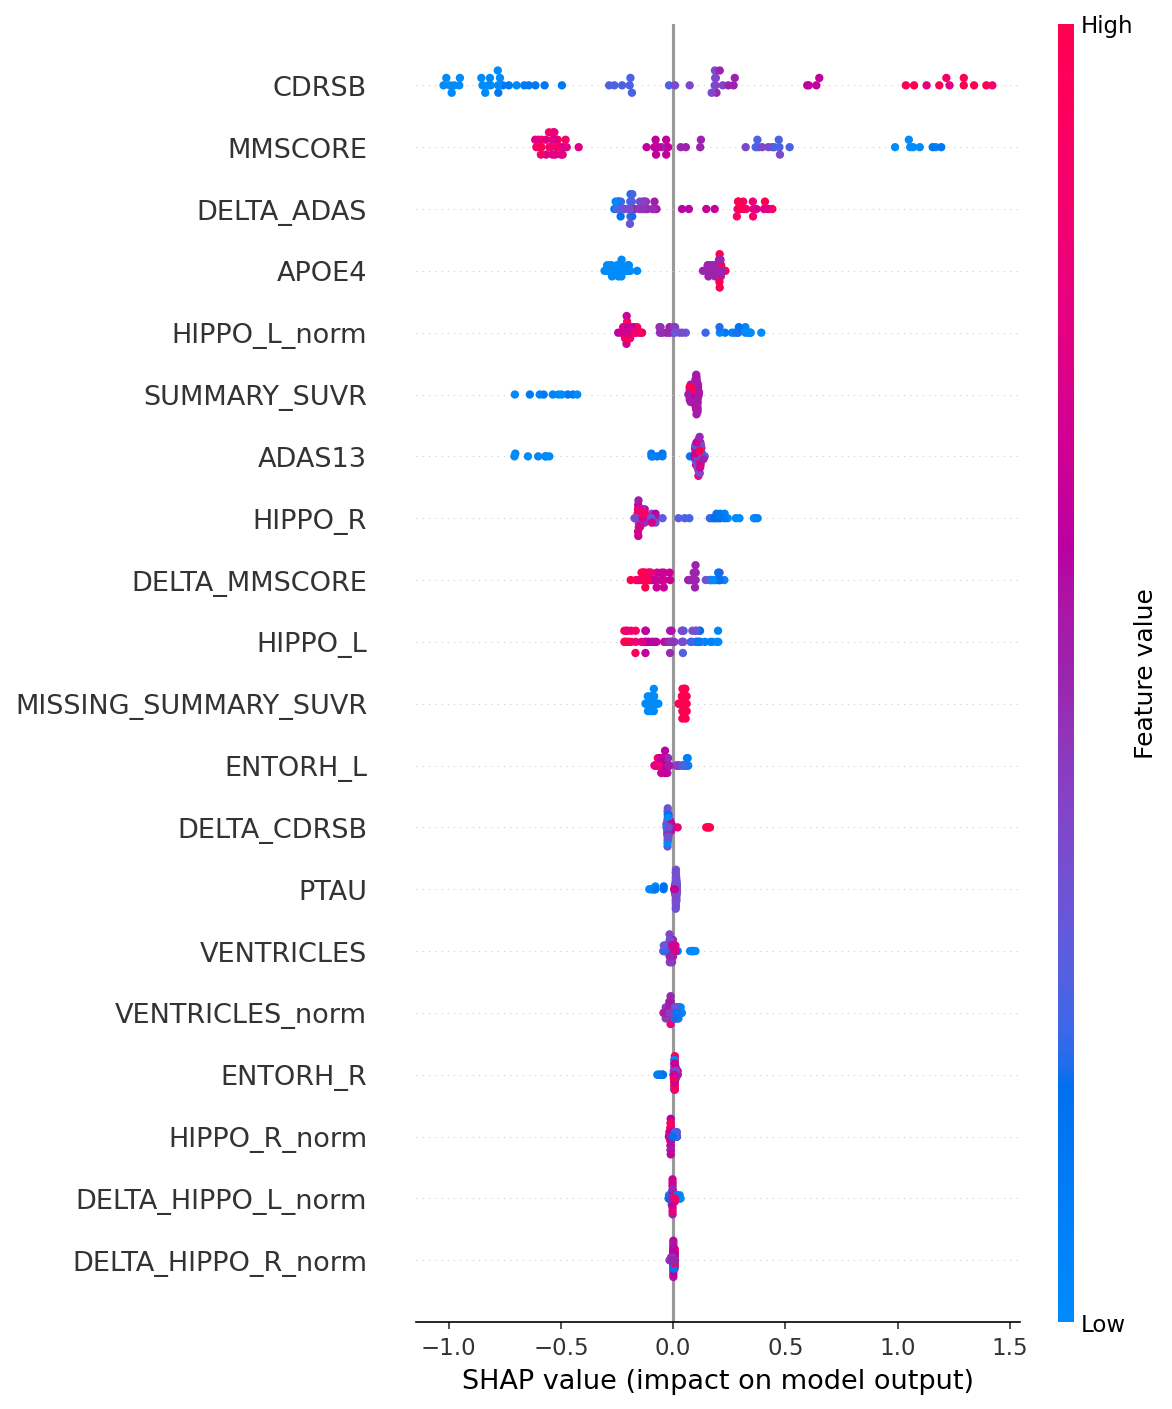 High
CDRSB
MMSCORE
DELTA_ADAS
APOE4
HIPPO_L_norm
SUMMARY_SUVR
ADAS13
HIPPO_R
DELTA_MMSCORE
HIPPO_L
MISSING_SUMMARY_SUVR
ENTORH_L
DELTA_CDRSB
PTAU
VENTRICLES
VENTRICLES_norm
ENTORH_R
HIPPO_R_norm
DELTA_HIPPO_L_norm
DELTA_HIPPO_R_norm
Feature value
Low
−1.0 −0.5 0.0 0.5 1.0 1.5
SHAP value (impact on model output)